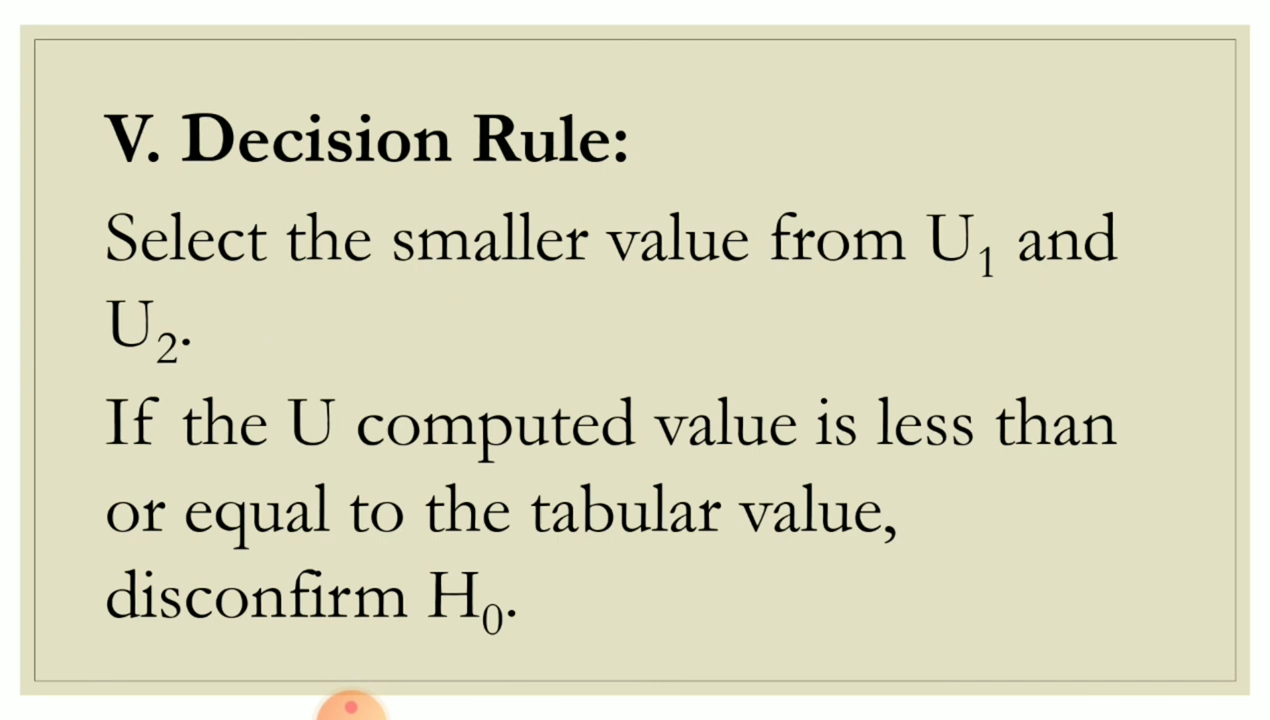 V. Decision Rule:
Select the smaller value from U₁ and
U₂.
If the U computed value is less than
or equal to the tabular value,
disconfirm H₀.